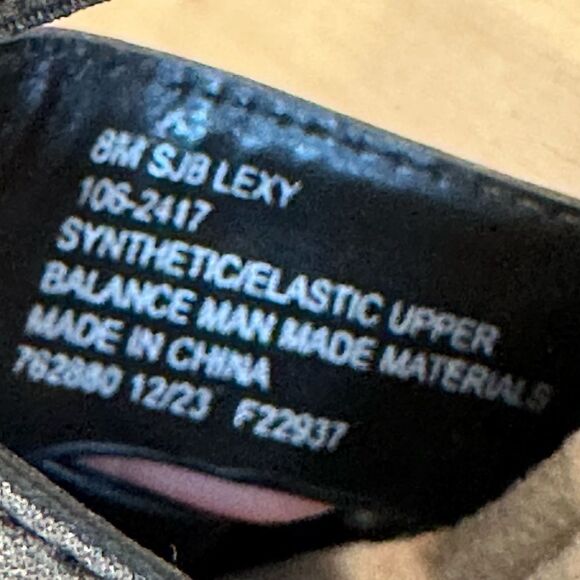 8M SJB LEXY
106-2417
SYNTHETIC/ELASTIC UPPER
BALANCE MAN MADE MATERIALS
MADE IN CHINA
762880 12/23 F22937